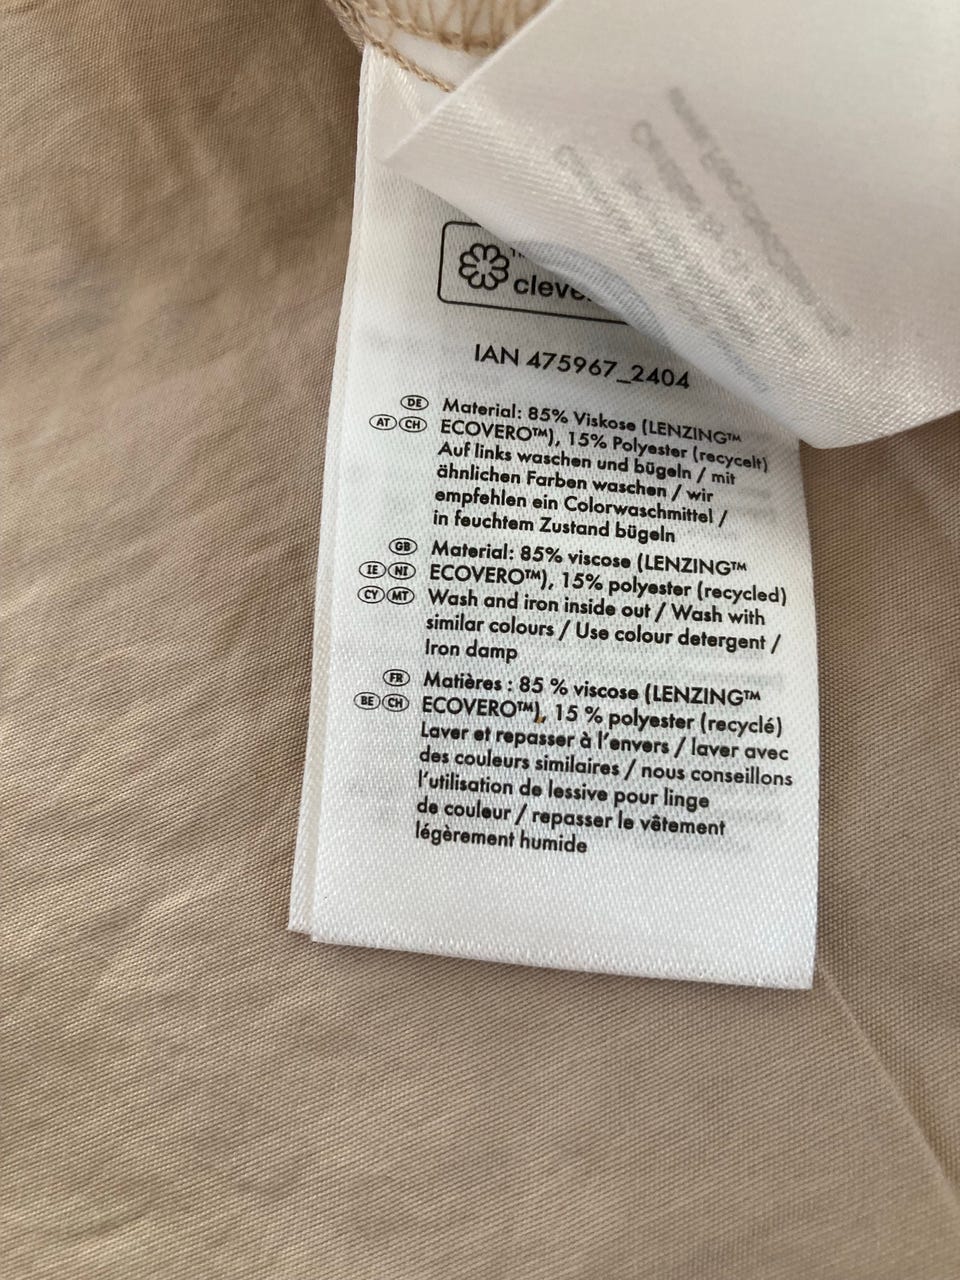 cleve
IAN 475967_2404
DE Material: 85% Viskose (LENZING™
AT CH ECOVERO™), 15% Polyester (recycelt)
Auf links waschen und bügeln / mit
ähnlichen Farben waschen / wir
empfehlen ein Colorwaschmittel /
in feuchtem Zustand bügeln
GB Material: 85% viscose (LENZING™
IE NI ECOVERO™), 15% polyester (recycled)
CY MT Wash and iron inside out / Wash with
similar colours / Use colour detergent /
Iron damp
FR Matières : 85 % viscose (LENZING™
BE CH ECOVERO™), 15 % polyester (recyclé)
Laver et repasser à l'envers / laver avec
des couleurs similaires / nous conseillons
l'utilisation de lessive pour linge
de couleur / repasser le vêtement
légèrement humide